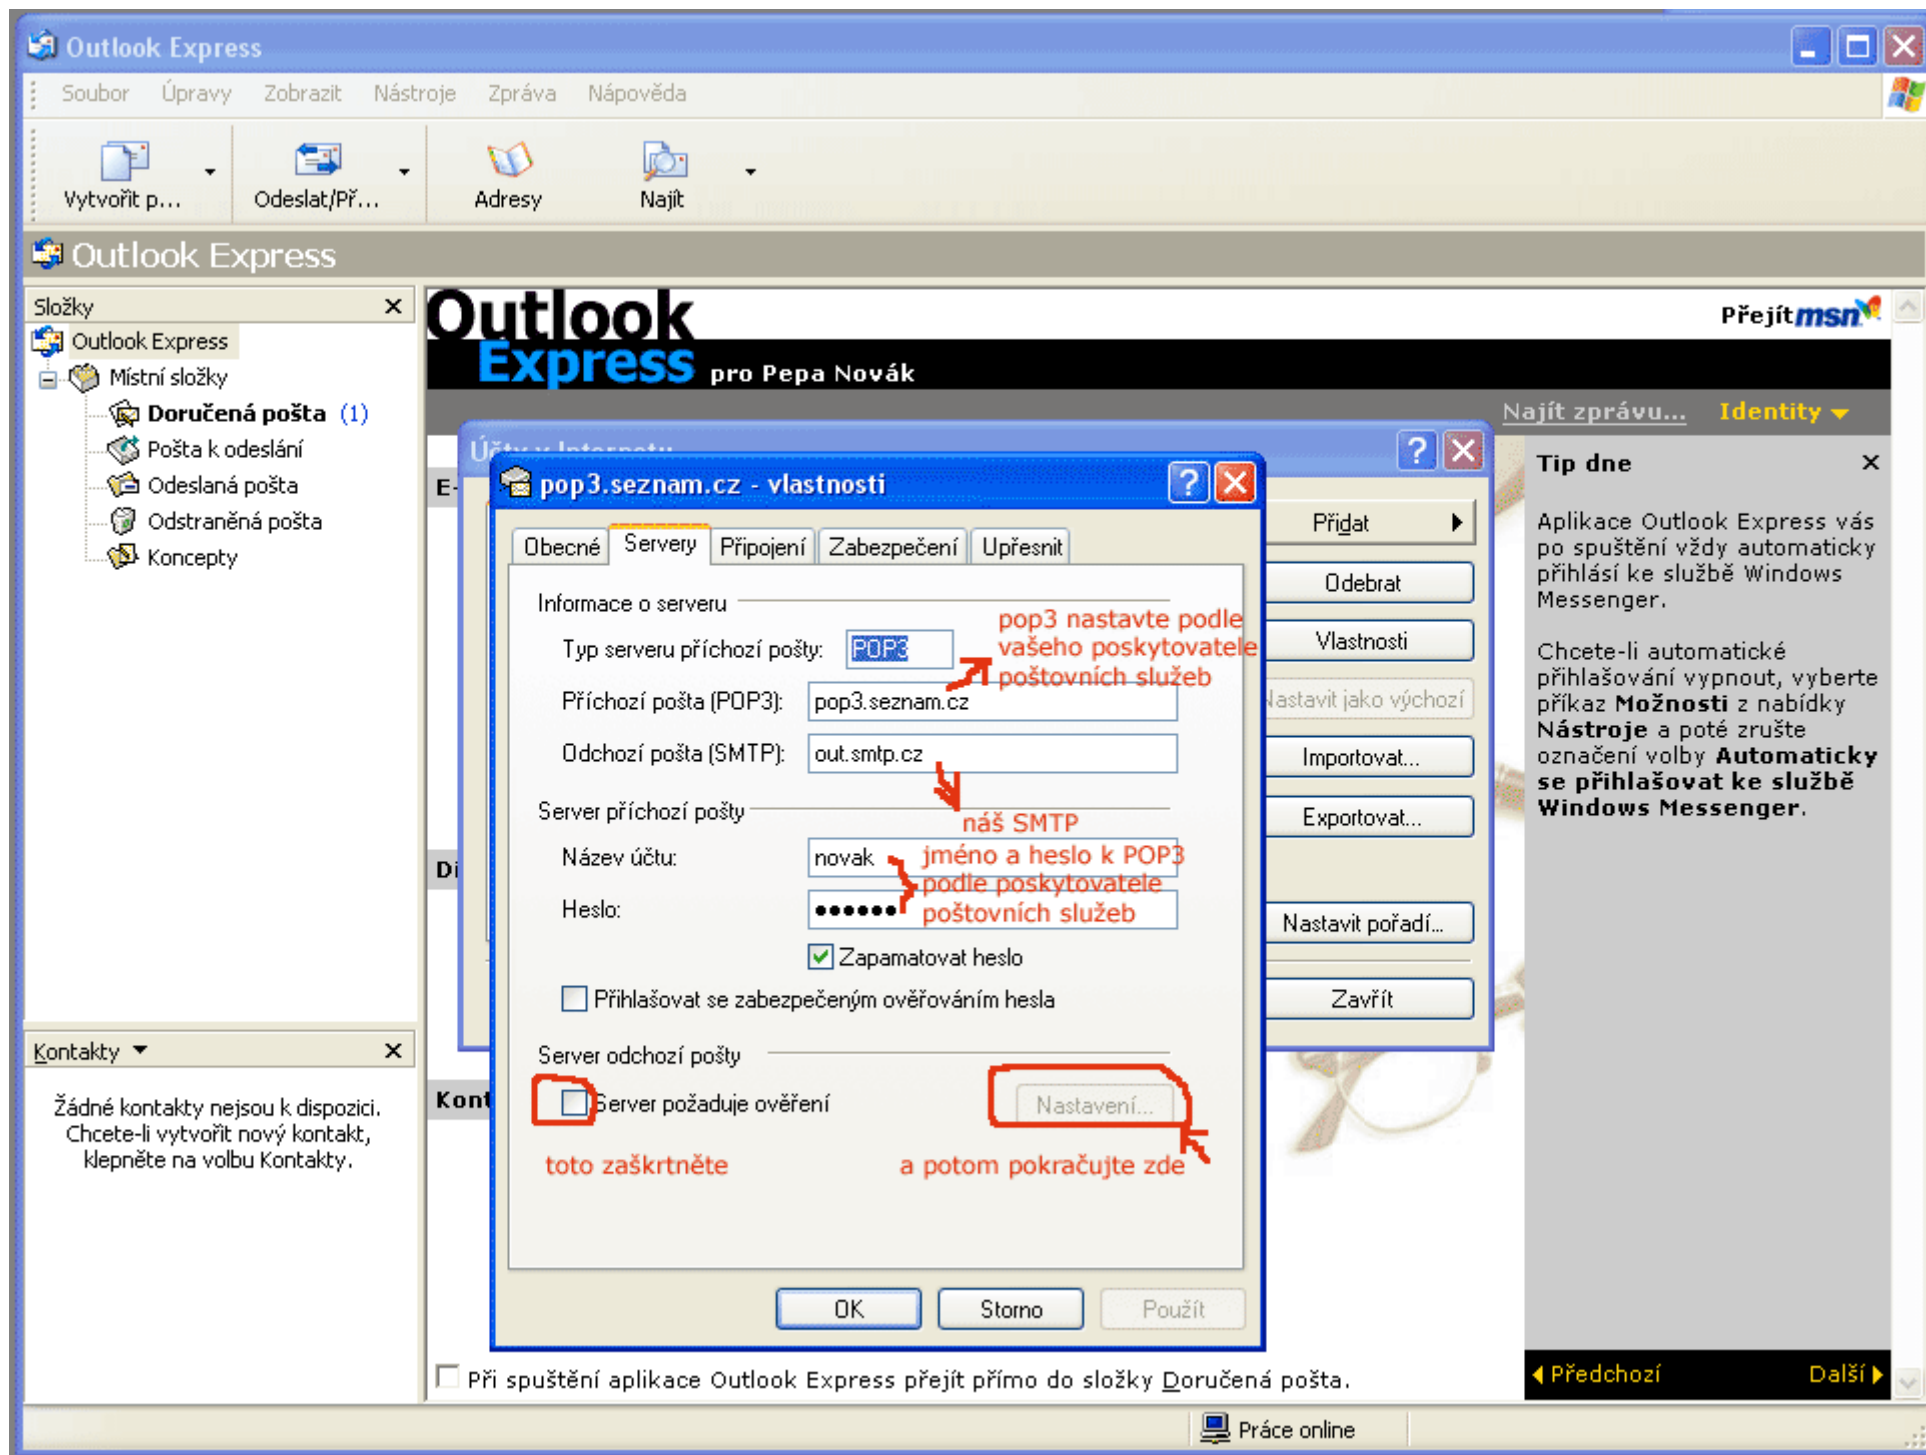 Outlook Express
Soubor Úpravy Zobrazit Nástroje Zpráva Nápověda
Vytvořit p... Odeslat/Př... Adresy Najít
Outlook Express
Složky
Outlook Express
Místní složky
Doručená pošta (1)
Pošta k odeslání
Odeslaná pošta
Odstraněná pošta
Koncepty
Kontakty
Žádné kontakty nejsou k dispozici.
Chcete-li vytvořit nový kontakt,
klepněte na volbu Kontakty.
Outlook
Express pro Pepa Novák
Přejít msn
Najít zprávu... Identity
Účty v Internetu
E-
Di
Kont
pop3.seznam.cz - vlastnosti
Obecné Servery Připojení Zabezpečení Upřesnit
Informace o serveru
Typ serveru příchozí pošty: POP3
pop3 nastavte podle
vašeho poskytovatele
poštovních služeb
Příchozí pošta (POP3): pop3.seznam.cz
Odchozí pošta (SMTP): out.smtp.cz
náš SMTP
Server příchozí pošty
Název účtu: novak
Heslo: ••••••
jméno a heslo k POP3
podle poskytovatele
poštovních služeb
Zapamatovat heslo
Přihlašovat se zabezpečeným ověřováním hesla
Server odchozí pošty
Server požaduje ověření Nastavení...
toto zaškrtněte a potom pokračujte zde
OK Storno Použít
Přidat
Odebrat
Vlastnosti
Nastavit jako výchozí
Importovat...
Exportovat...
Nastavit pořadí...
Zavřít
Tip dne
Aplikace Outlook Express vás
po spuštění vždy automaticky
přihlásí ke službě Windows
Messenger.
Chcete-li automatické
přihlašování vypnout, vyberte
příkaz Možnosti z nabídky
Nástroje a poté zrušte
označení volby Automaticky
se přihlašovat ke službě
Windows Messenger.
Předchozí Další
Při spuštění aplikace Outlook Express přejít přímo do složky Doručená pošta.
Práce online